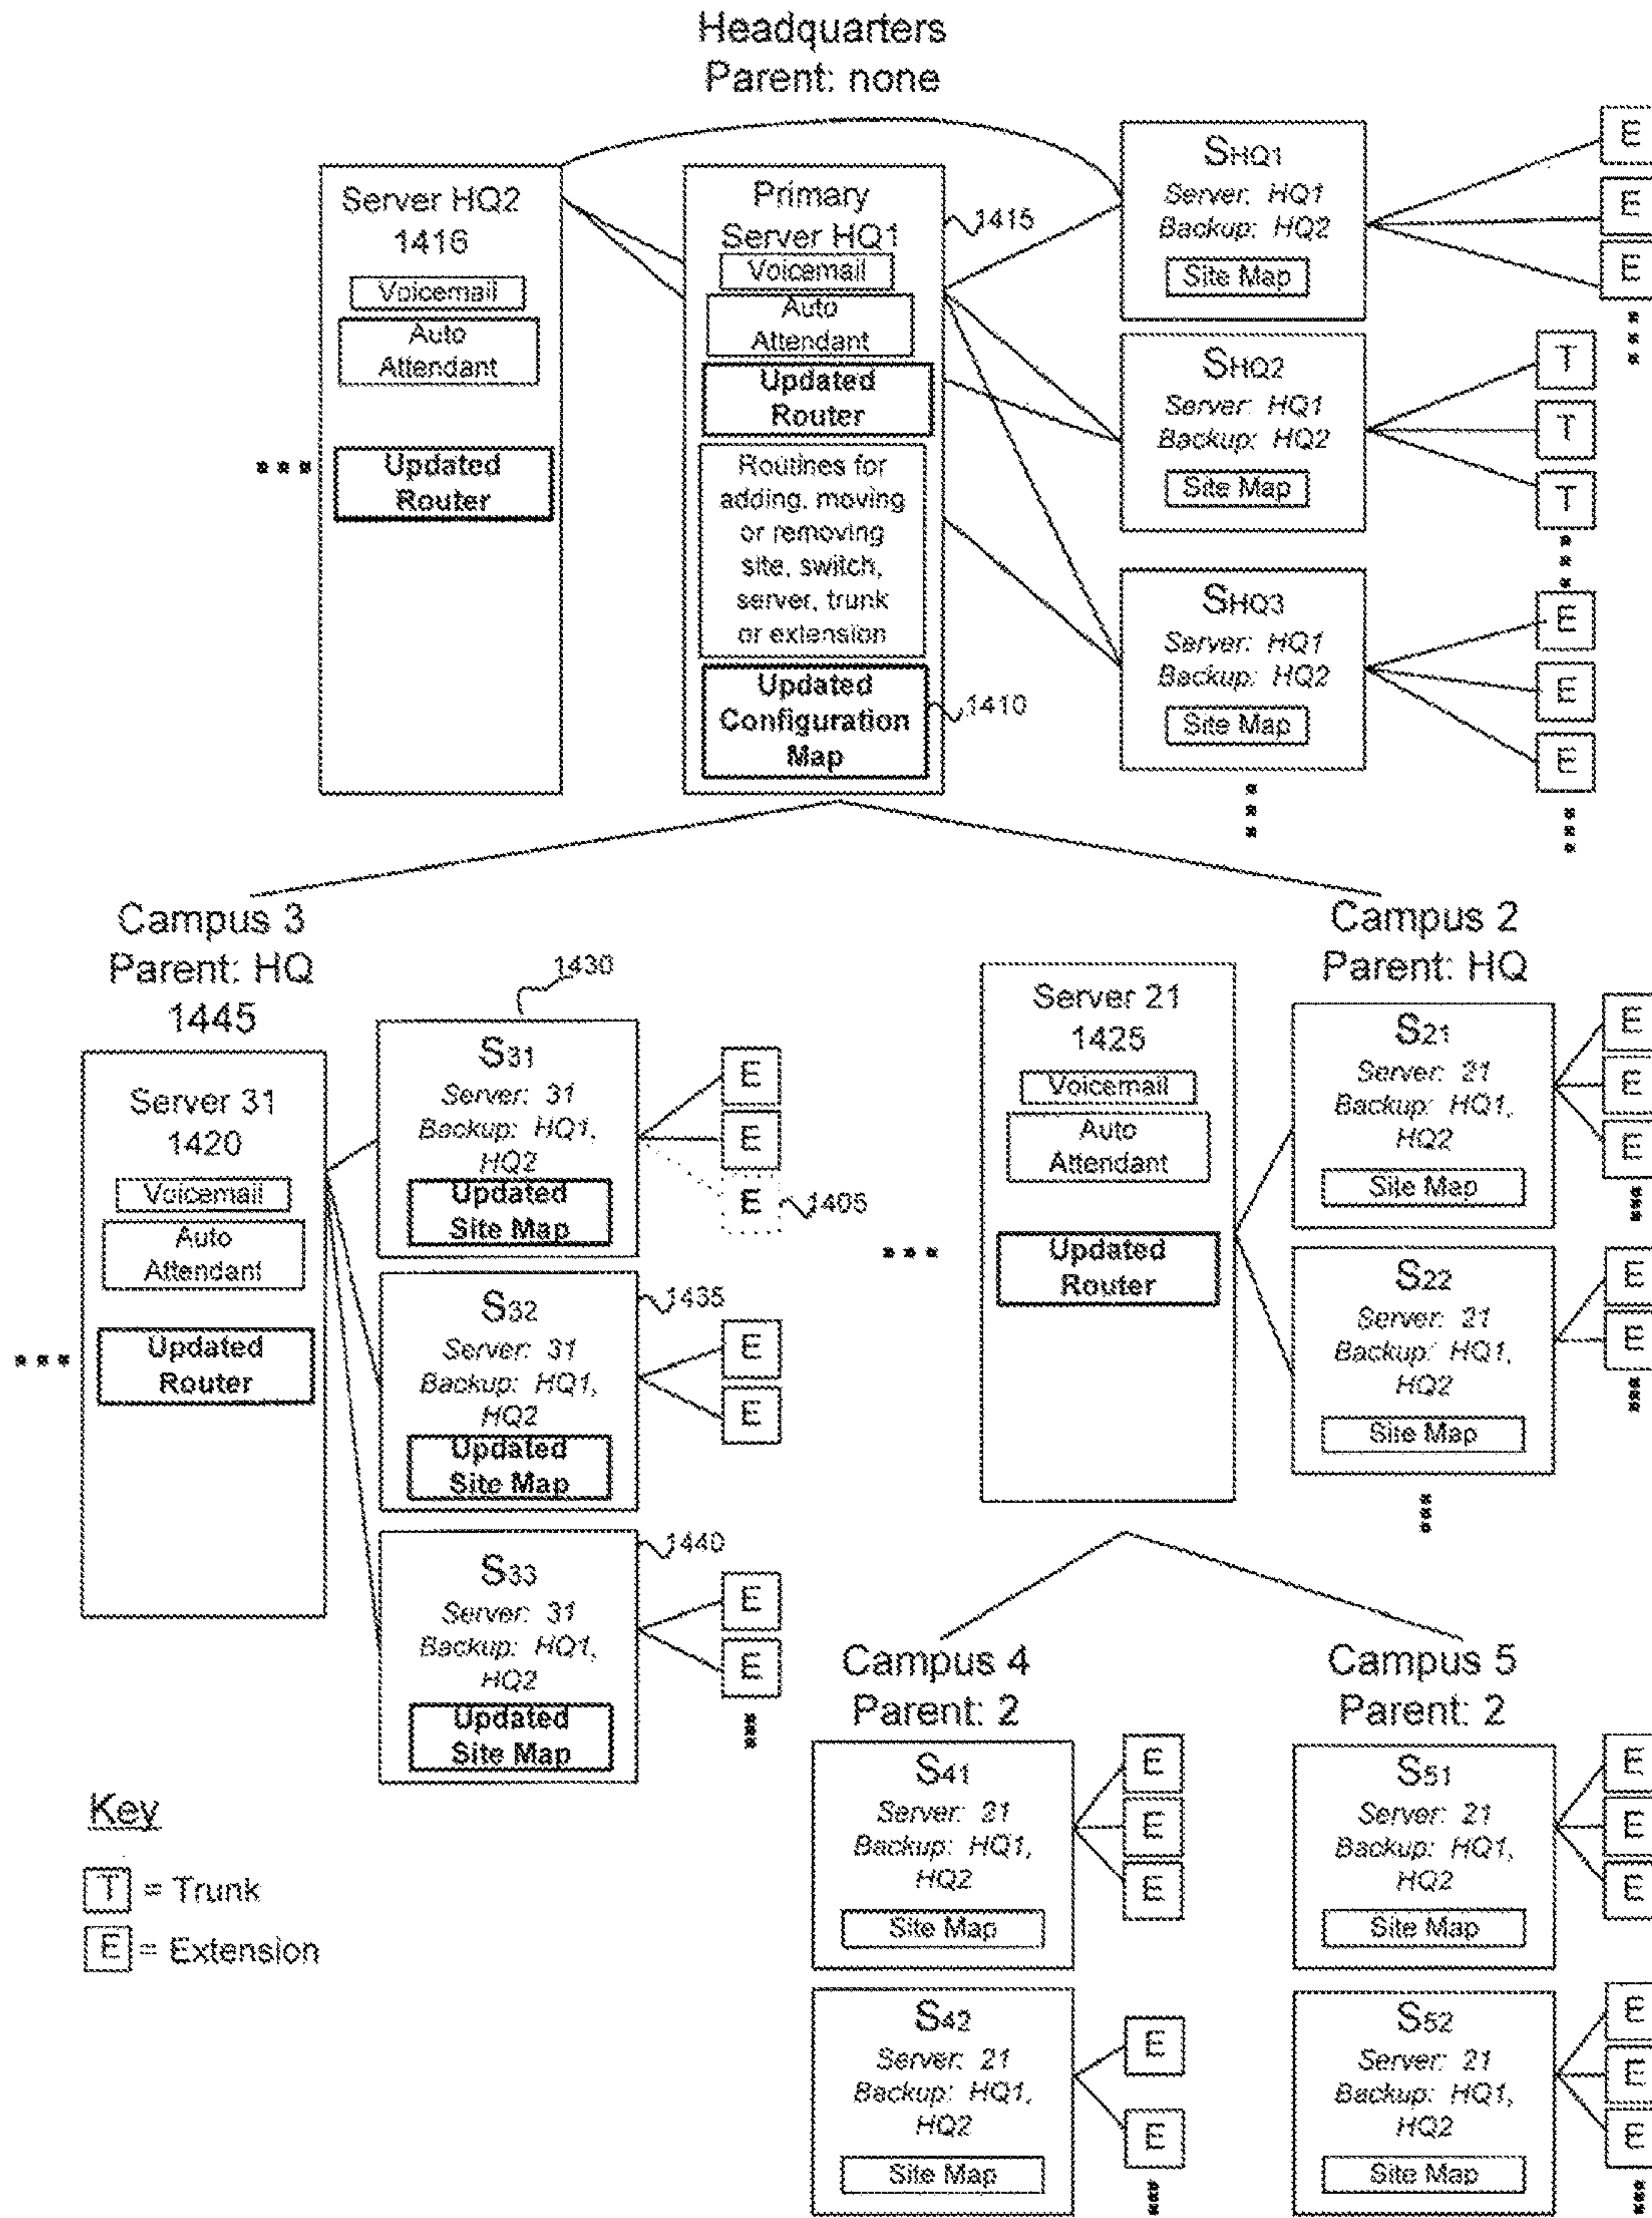 Headquarters
Parent: none
Server HQ2
1416
Voicemail
Auto
Attendant
Updated
Router
Primary
Server HQ1
1415
Voicemail
Auto
Attendant
Updated
Router
Routines for
adding, moving
or removing
site, switch,
server, trunk
or extension
Updated
Configuration
Map
1410
SHQ1
Server: HQ1
Backup: HQ2
Site Map
E
E
E
SHQ2
Server: HQ1
Backup: HQ2
Site Map
T
T
T
SHQ3
Server: HQ1
Backup: HQ2
Site Map
E
E
E
Campus 3
Parent: HQ
1445
Server 31
1420
Voicemail
Auto
Attendant
Updated
Router
1430
S31
Server: 31
Backup: HQ1,
HQ2
Updated
Site Map
E
E
E
1405
S32
1435
Server: 31
Backup: HQ1,
HQ2
Updated
Site Map
E
E
S33
1440
Server: 31
Backup: HQ1,
HQ2
Updated
Site Map
E
E
Campus 2
Parent: HQ
Server 21
1425
Voicemail
Auto
Attendant
Updated
Router
S21
Server: 21
Backup: HQ1,
HQ2
Site Map
E
E
E
S22
Server: 21
Backup: HQ1,
HQ2
Site Map
E
E
Campus 4
Parent: 2
S41
Server: 21
Backup: HQ1,
HQ2
Site Map
E
E
E
S42
Server: 21
Backup: HQ1,
HQ2
Site Map
E
E
Campus 5
Parent: 2
S51
Server: 21
Backup: HQ1,
HQ2
Site Map
E
E
E
S52
Server: 21
Backup: HQ1,
HQ2
Site Map
E
E
E
Key
T = Trunk
E = Extension